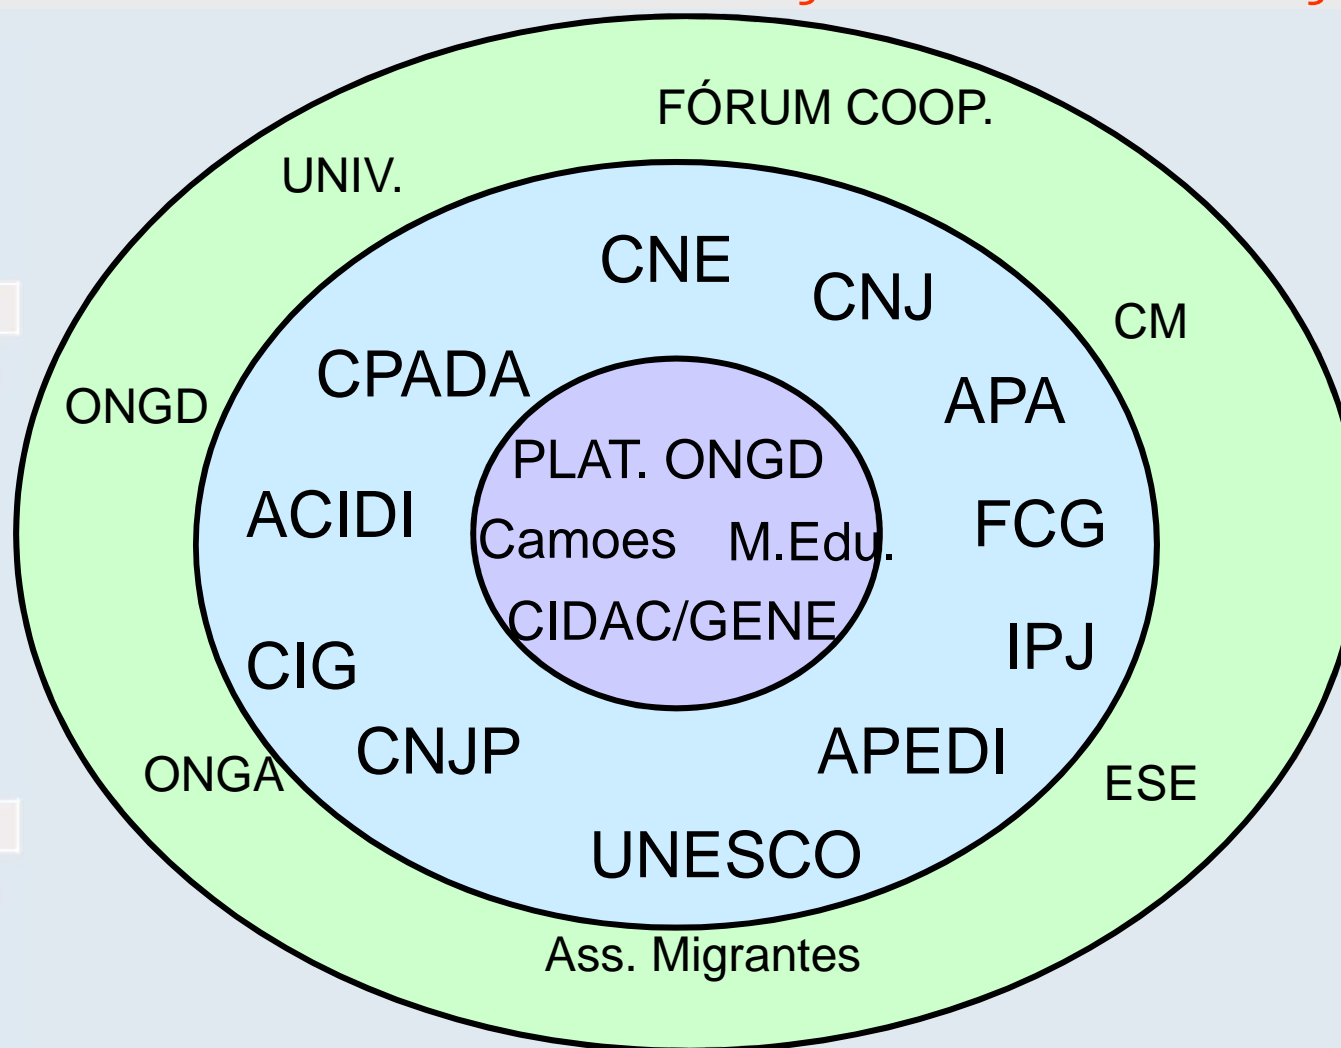 FÓRUM COOP.
UNIV.
CNE
CNJ
CM
CPADA
APA
ONGD
PLAT. ONGD
ACIDI
FCG
Camoes M.Edu.
CIDAC/GENE
CIG
IPJ
CNJP
APEDI
ONGA
ESE
UNESCO
Ass. Migrantes